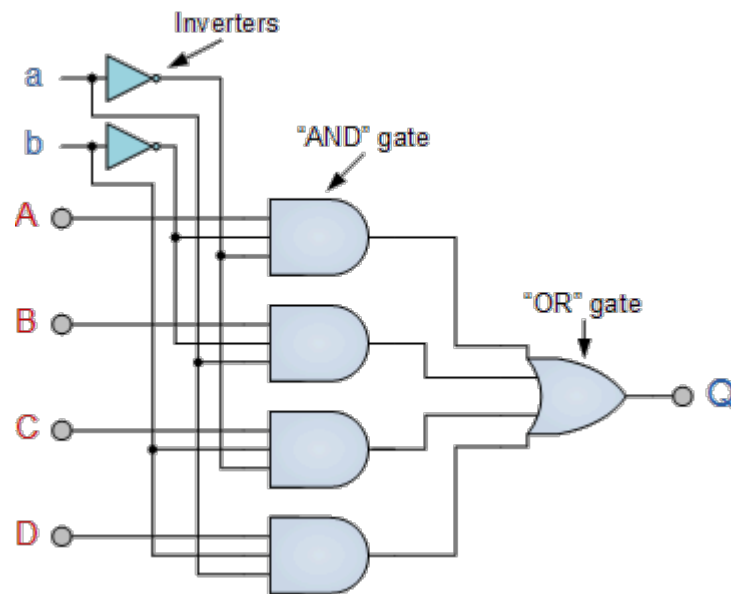 Inverters
a
b
“AND” gate
A
B
“OR” gate
Q
C
D